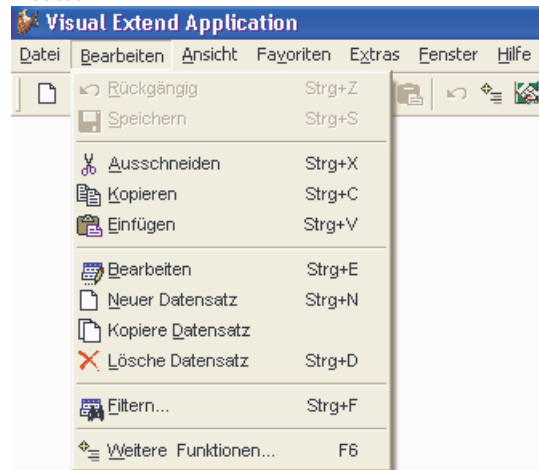 Visual Extend Application
Datei Bearbeiten Ansicht Favoriten Extras Fenster Hilfe
Rückgängig Strg+Z
Speichern Strg+S
Ausschneiden Strg+X
Kopieren Strg+C
Einfügen Strg+V
Bearbeiten Strg+E
Neuer Datensatz Strg+N
Kopiere Datensatz
Lösche Datensatz Strg+D
Filtern... Strg+F
Weitere Funktionen... F6